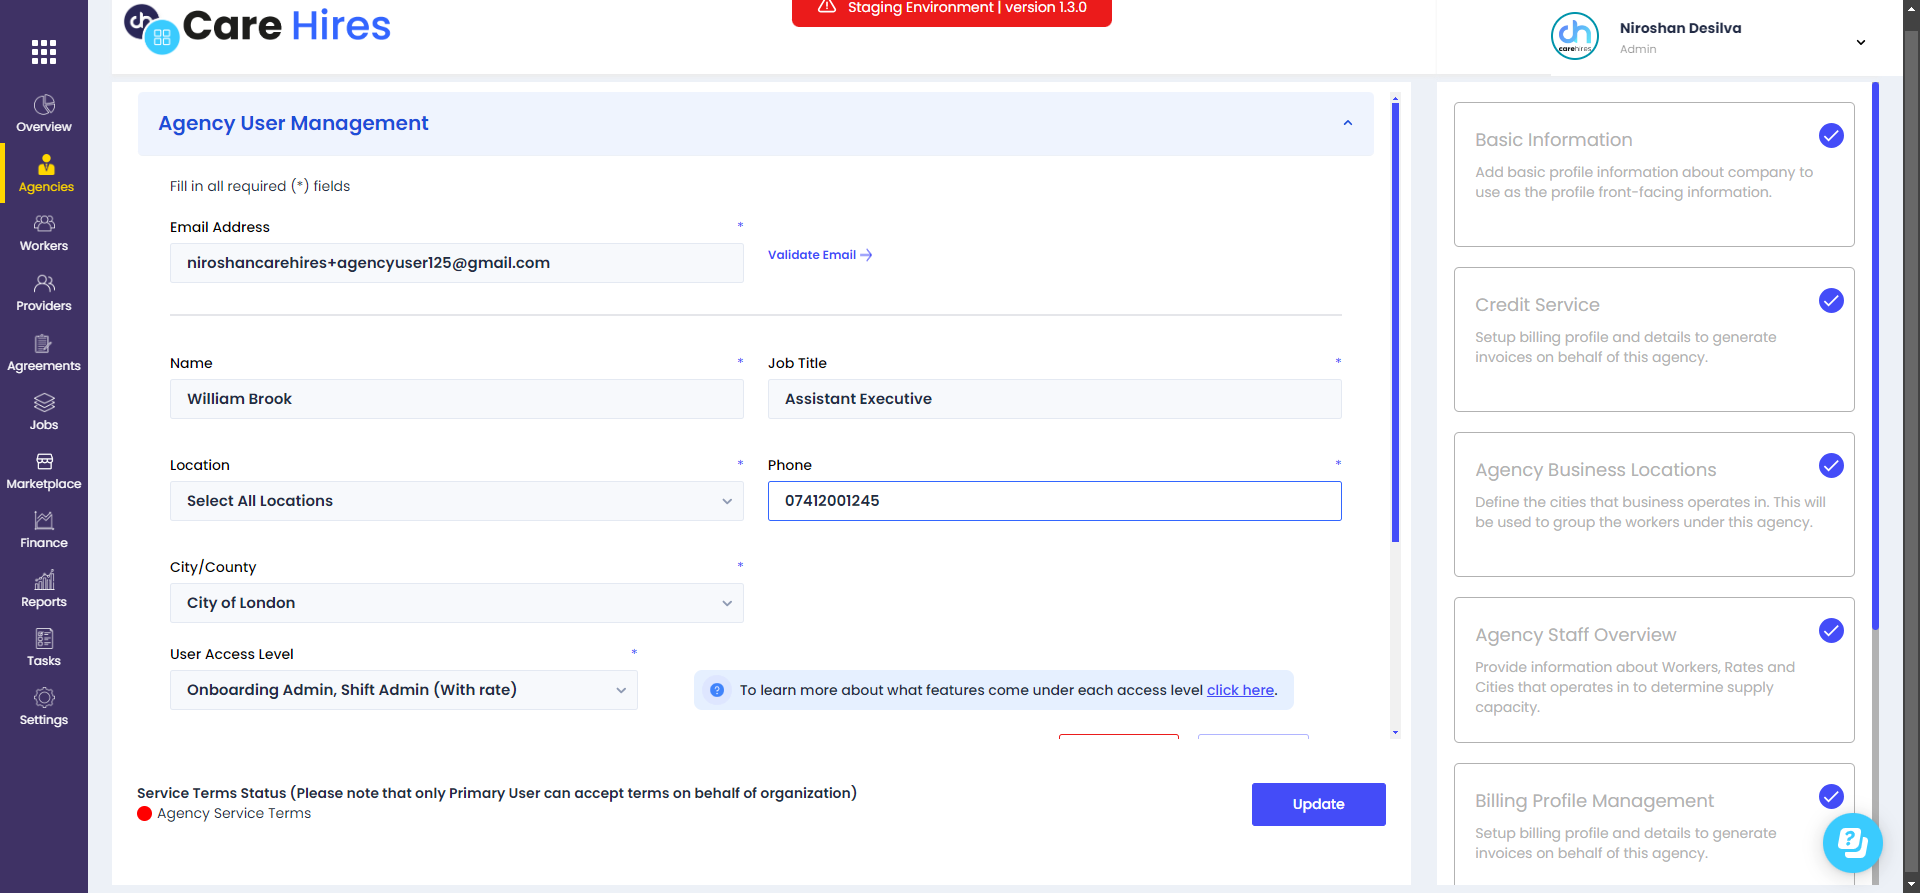 Care Hires
Staging Environment | version 1.3.0
Niroshan Desilva
Admin
Overview
Agencies
Workers
Providers
Agreements
Jobs
Marketplace
Finance
Reports
Tasks
Settings
Agency User Management
Fill in all required (*) fields
Email Address *
niroshancarehires+agencyuser125@gmail.com
Validate Email
Name *
William Brook
Job Title *
Assistant Executive
Location *
Select All Locations
Phone *
07412001245
City/County *
City of London
User Access Level *
Onboarding Admin, Shift Admin (With rate)
To learn more about what features come under each access level click here.
Service Terms Status (Please note that only Primary User can accept terms on behalf of organization)
Agency Service Terms
Update
Basic Information
Add basic profile information about company to
use as the profile front-facing information.
Credit Service
Setup billing profile and details to generate
invoices on behalf of this agency.
Agency Business Locations
Define the cities that business operates in. This will
be used to group the workers under this agency.
Agency Staff Overview
Provide information about Workers, Rates and
Cities that operates in to determine supply
capacity.
Billing Profile Management
Setup billing profile and details to generate
invoices on behalf of this agency.